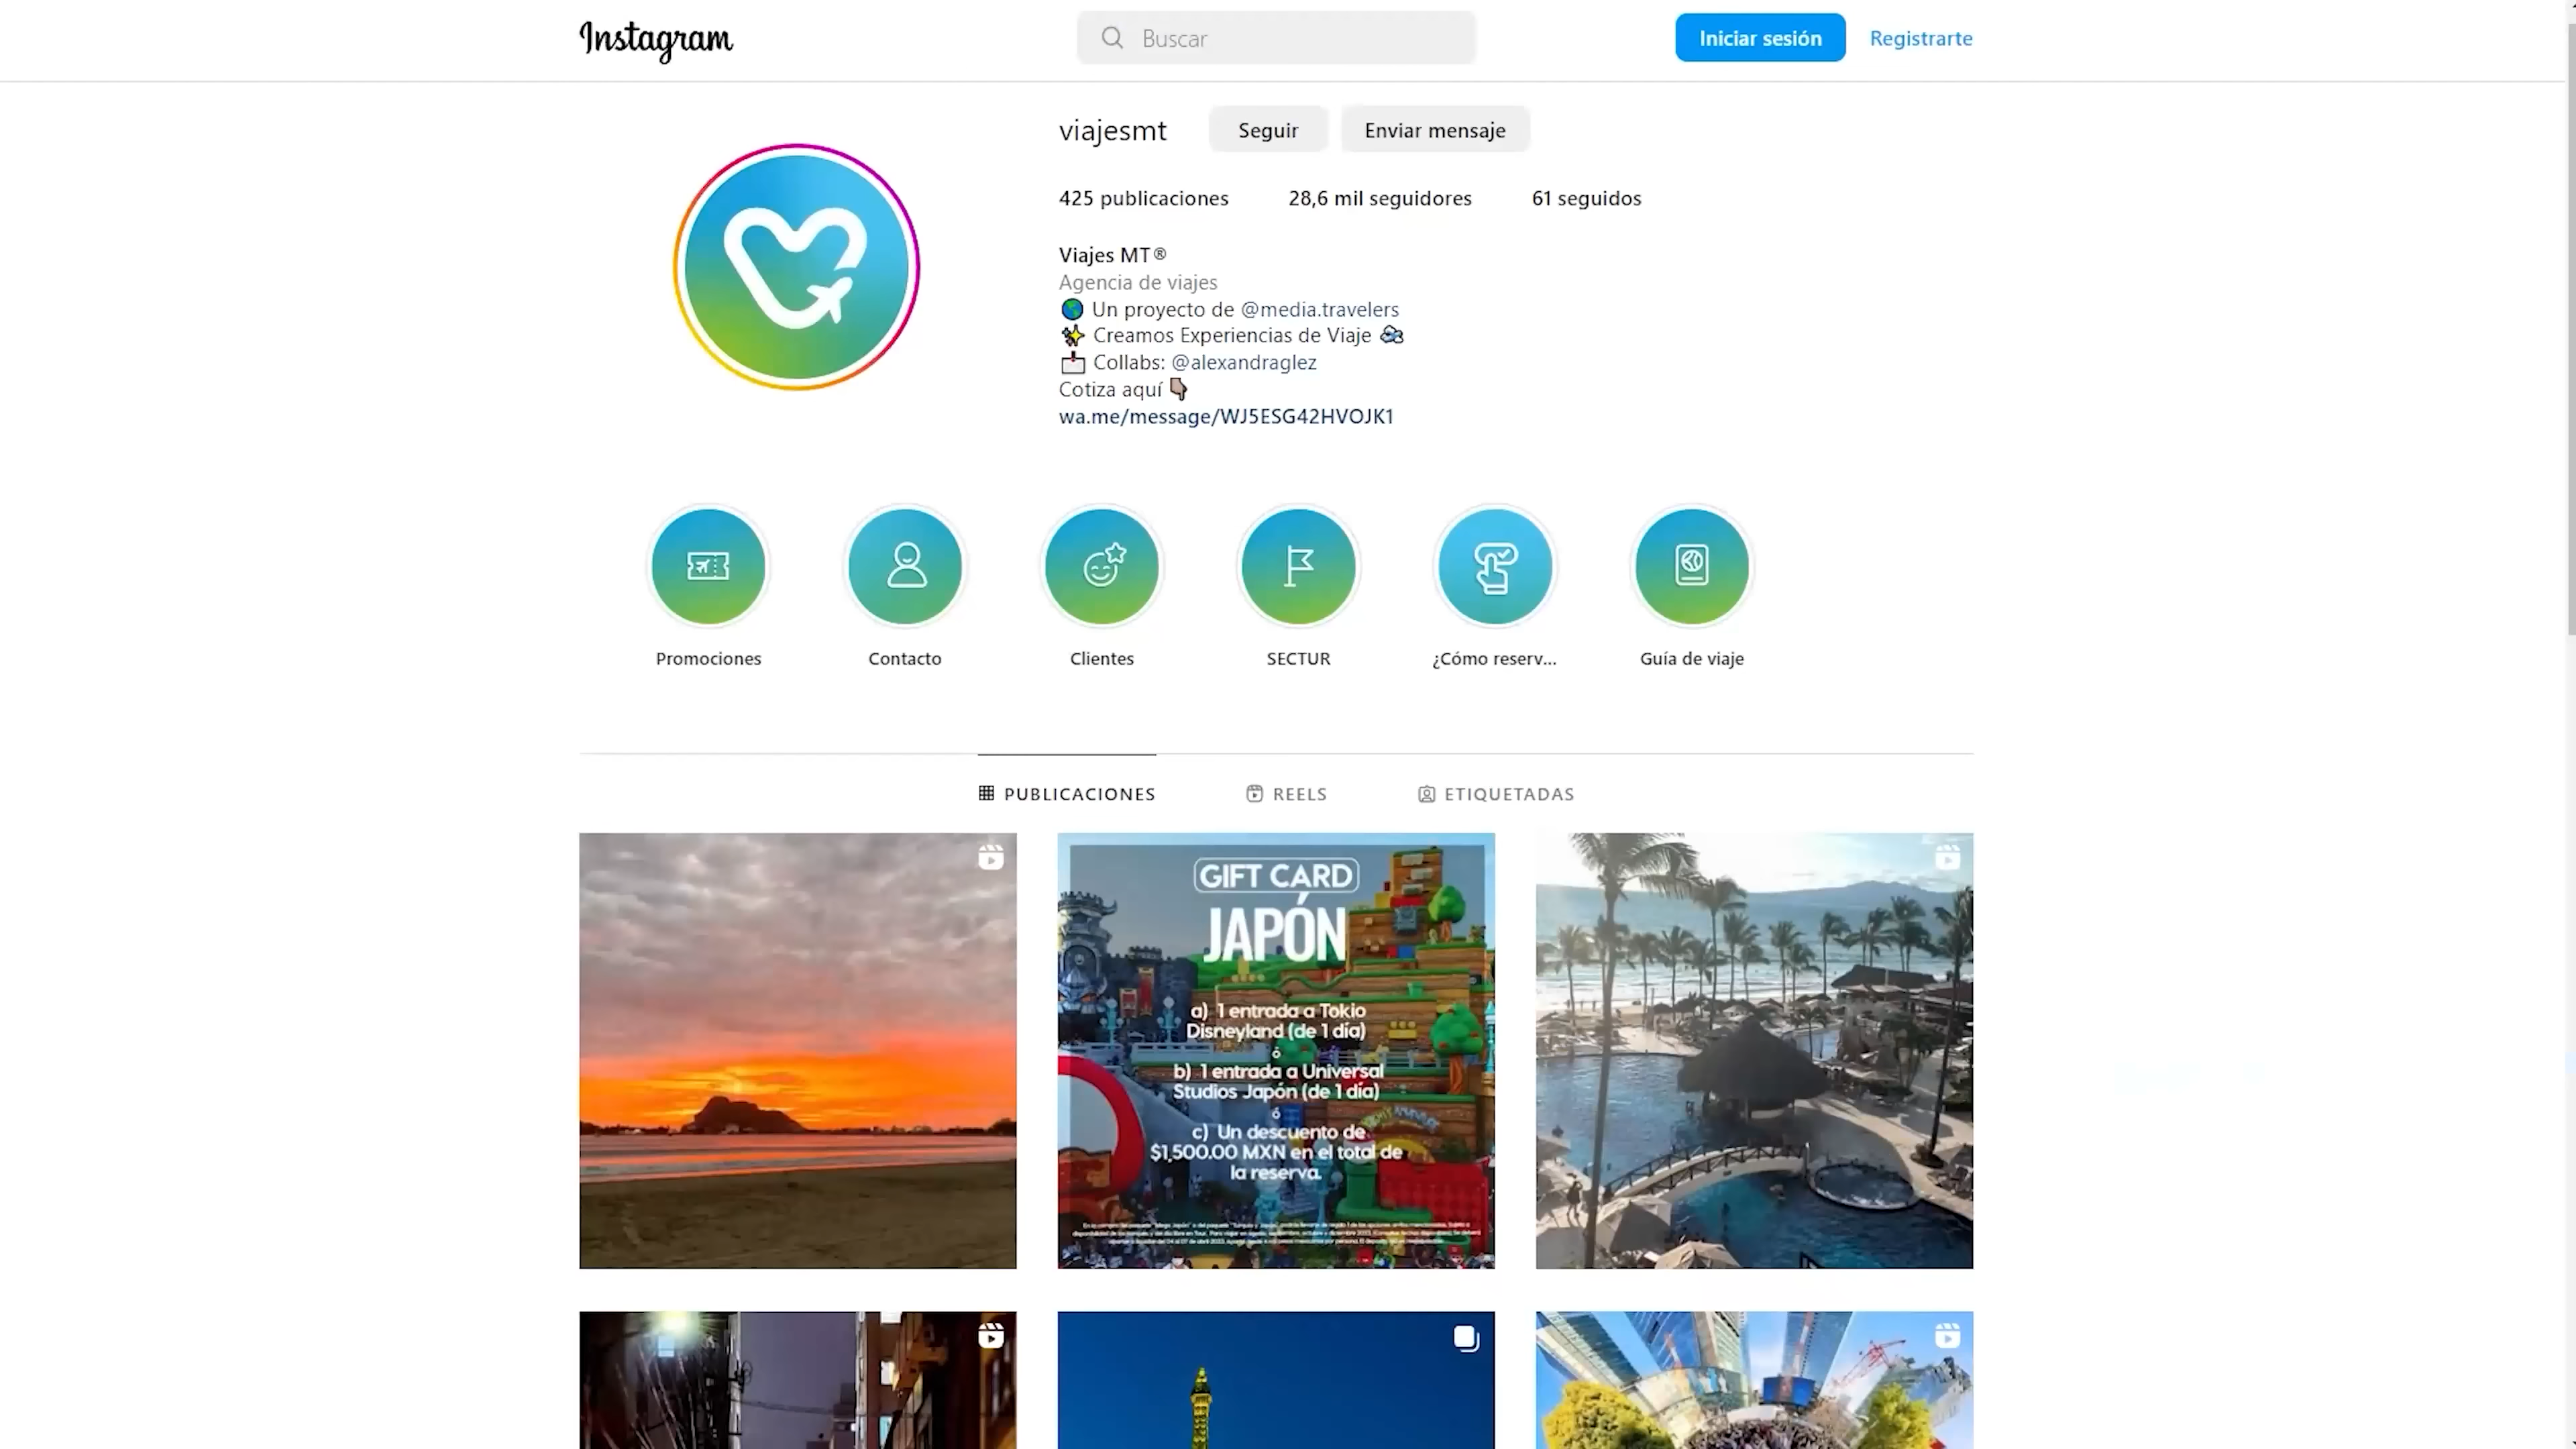 Instagram
Buscar
Iniciar sesión
Registrarte
viajesmt
Seguir
Enviar mensaje
425 publicaciones
28,6 mil seguidores
61 seguidos
Viajes MT®
Agencia de viajes
🌎 Un proyecto de @media.travelers
✨ Creamos Experiencias de Viaje
📩 Collabs: @alexandraglez
Cotiza aquí 👇🏽
wa.me/message/WJ5ESG42HVOJK1
Promociones
Contacto
Clientes
SECTUR
¿Cómo reserv...
Guía de viaje
PUBLICACIONES
REELS
ETIQUETADAS
GIFT CARD
JAPÓN
a) 1 entrada a Tokio
Disneyland (de 1 día)
ó
b) 1 entrada a Universal
Studios Japón (de 1 día)
ó
c) Un descuento de
$1,500.00 MXN en el total de
la reserva.